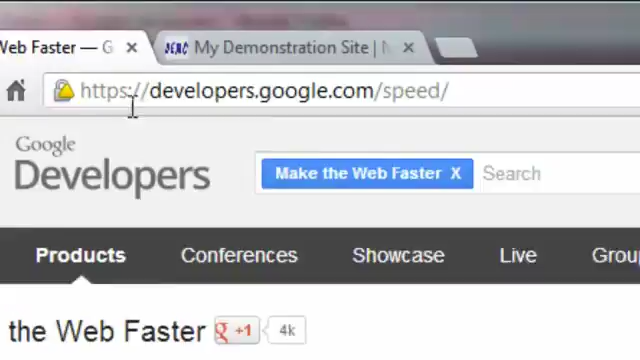 Web Faster — G
JERC My Demonstration Site |
https://developers.google.com/speed/
Google
Developers
Make the Web Faster X
Search
Products Conferences Showcase Live Grou
the Web Faster g +1 4k